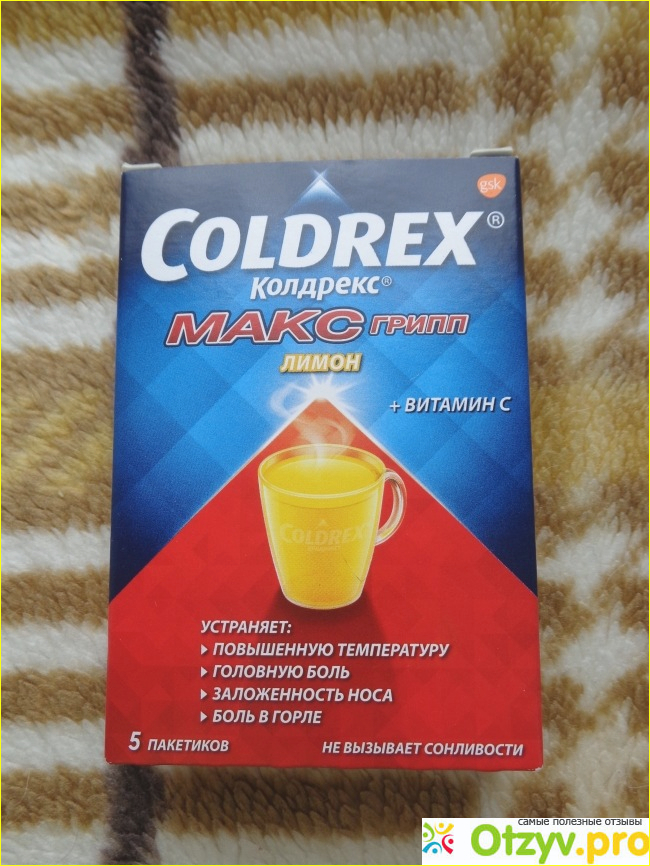 gsk
COLDREX®
Колдрекс®
МАКС ГРИПП
ЛИМОН
+ ВИТАМИН С
COLDREX
УСТРАНЯЕТ:
ПОВЫШЕННУЮ ТЕМПЕРАТУРУ
ГОЛОВНУЮ БОЛЬ
ЗАЛОЖЕННОСТЬ НОСА
БОЛЬ В ГОРЛЕ
5 ПАКЕТИКОВ НЕ ВЫЗЫВАЕТ СОНЛИВОСТИ
самые полезные отзывы
Otzyv.pro